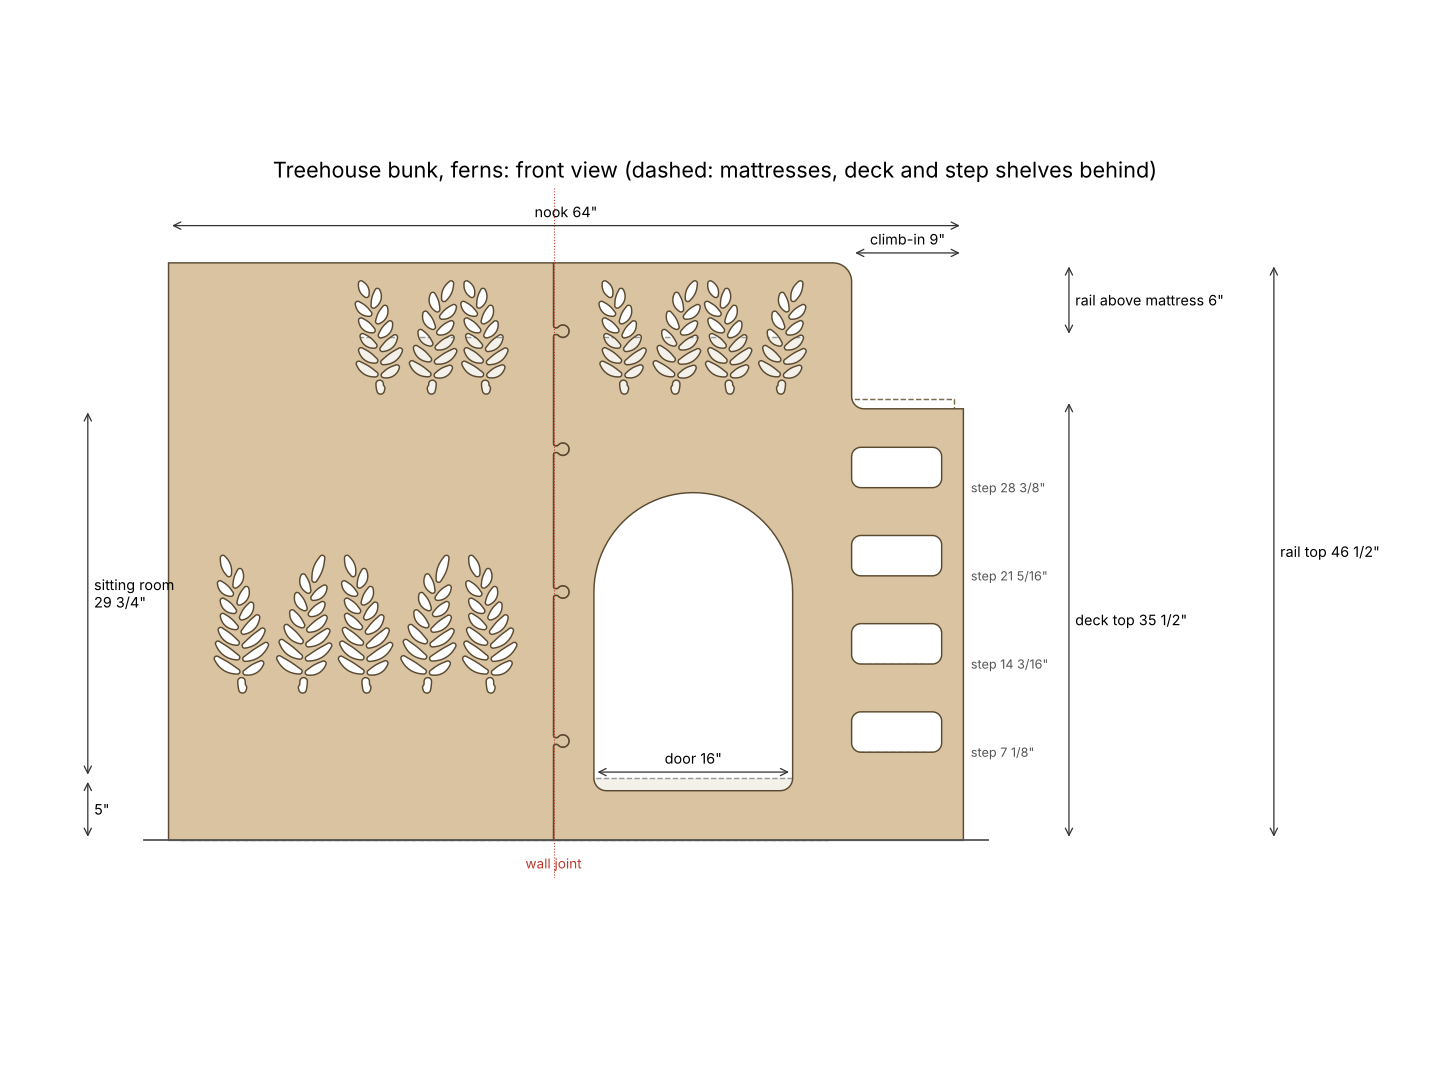 Treehouse bunk, ferns: front view (dashed: mattresses, deck and step shelves behind)
nook 64"
climb-in 9"
rail above mattress 6"
step 28 3/8"
rail top 46 1/2"
step 21 5/16"
sitting room
29 3/4"
deck top 35 1/2"
step 14 3/16"
step 7 1/8"
door 16"
5"
wall joint